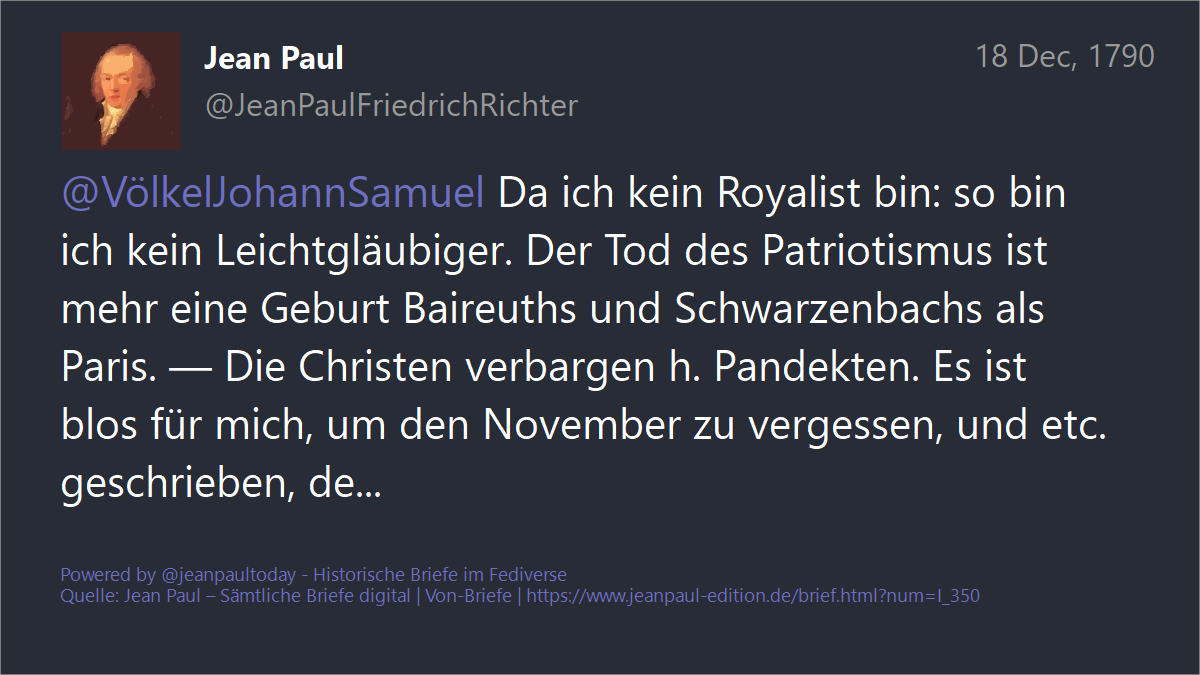 Jean Paul
18 Dec, 1790
@JeanPaulFriedrichRichter
@VölkelJohannSamuel Da ich kein Royalist bin: so bin
ich kein Leichtgläubiger. Der Tod des Patriotismus ist
mehr eine Geburt Baireuths und Schwarzenbachs als
Paris. — Die Christen verbargen h. Pandekten. Es ist
blos für mich, um den November zu vergessen, und etc.
geschrieben, de...
Powered by @jeanpaultoday - Historische Briefe im Fediverse
Quelle: Jean Paul – Sämtliche Briefe digital | Von-Briefe | https://www.jeanpaul-edition.de/brief.html?num=I_350